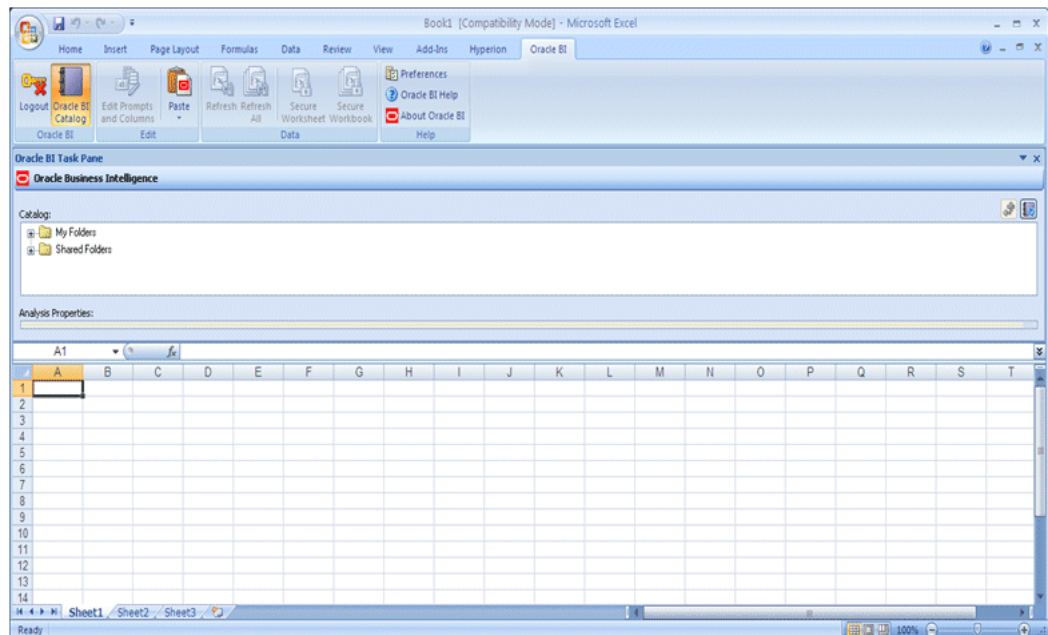 Book1 [Compatibility Mode] - Microsoft Excel
Home Insert Page Layout Formulas Data Review View Add-Ins Hyperion Oracle BI
Logout
Oracle BI Catalog
Edit Prompts and Columns
Paste
Refresh
Refresh All
Secure Worksheet
Secure Workbook
Preferences
Oracle BI Help
About Oracle BI
Oracle BI Edit Data Help
Oracle BI Task Pane
Oracle Business Intelligence
Catalog:
My Folders
Shared Folders
Analysis Properties:
A1 fx
A B C D E F G H I J K L M N O P Q R S T
1
2
3
4
5
6
7
8
9
10
11
12
13
14
Sheet1 Sheet2 Sheet3
Ready 100%